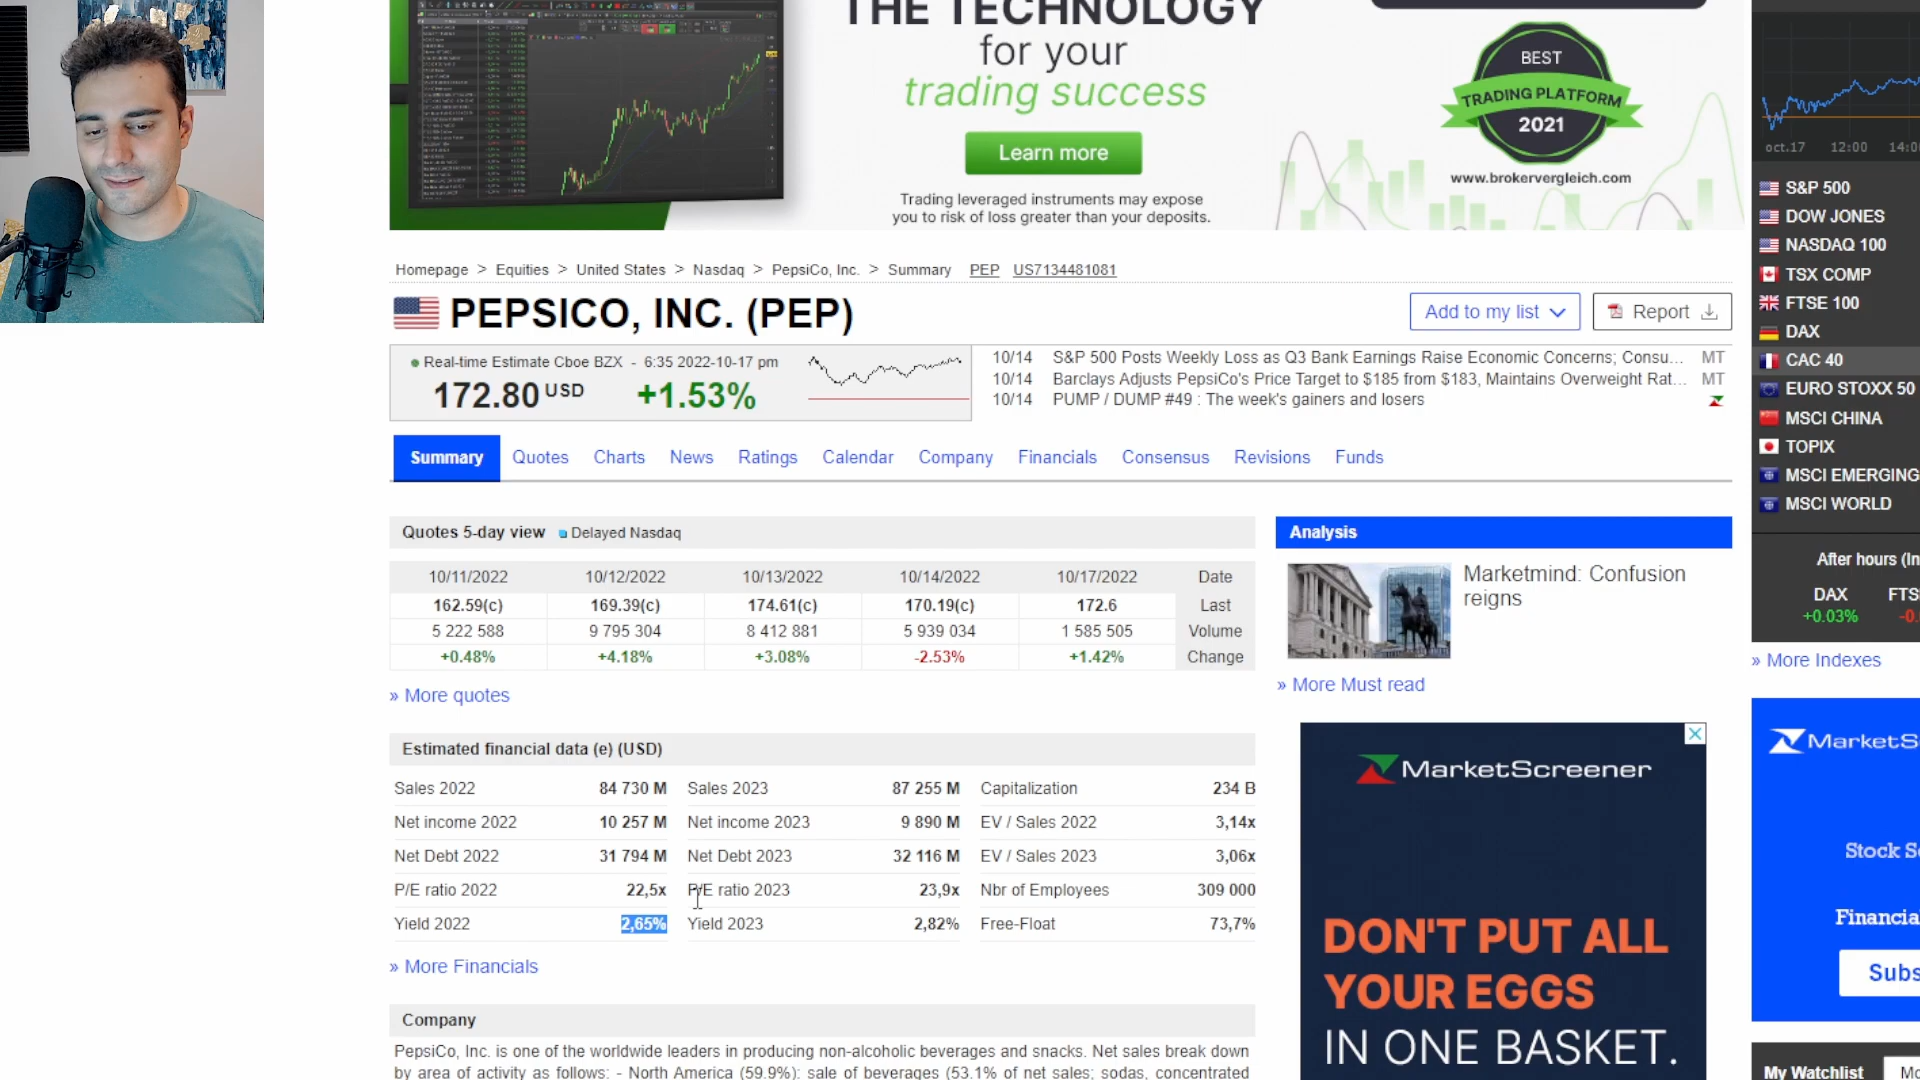 THE TECHNOLOGY
for your
trading success
Learn more
Trading leveraged instruments may expose
you to risk of loss greater than your deposits.
BEST
TRADING PLATFORM
2021
www.brokervergleich.com
oct.17 12:00
S&P 500
DOW JONES
NASDAQ 100
TSX COMP
FTSE 100
DAX
CAC 40
EURO STOXX 50
MSCI CHINA
TOPIX
MSCI EMERGING
MSCI WORLD
After hours
DAX
+0.03%
» More Indexes
Homepage > Equities > United States > Nasdaq > PepsiCo, Inc. > Summary PEP US7134481081
PEPSICO, INC. (PEP)
Add to my list
Report
Real-time Estimate Cboe BZX - 6:35 2022-10-17 pm
172.80 USD +1.53%
10/14 S&P 500 Posts Weekly Loss as Q3 Bank Earnings Raise Economic Concerns; Consu... MT
10/14 Barclays Adjusts PepsiCo's Price Target to $185 from $183, Maintains Overweight Rat... MT
10/14 PUMP / DUMP #49 : The week's gainers and losers
Summary Quotes Charts News Ratings Calendar Company Financials Consensus Revisions Funds
Quotes 5-day view Delayed Nasdaq
10/11/2022 10/12/2022 10/13/2022 10/14/2022 10/17/2022 Date
162.59(c) 169.39(c) 174.61(c) 170.19(c) 172.6 Last
5 222 588 9 795 304 8 412 881 5 939 034 1 585 505 Volume
+0.48% +4.18% +3.08% -2.53% +1.42% Change
» More quotes
Analysis
Marketmind: Confusion
reigns
» More Must read
Estimated financial data (e) (USD)
Sales 2022 84 730 M Sales 2023 87 255 M Capitalization 234 B
Net income 2022 10 257 M Net income 2023 9 890 M EV / Sales 2022 3,14x
Net Debt 2022 31 794 M Net Debt 2023 32 116 M EV / Sales 2023 3,06x
P/E ratio 2022 22,5x P/E ratio 2023 23,9x Nbr of Employees 309 000
Yield 2022 2,65% Yield 2023 2,82% Free-Float 73,7%
» More Financials
Company
PepsiCo, Inc. is one of the worldwide leaders in producing non-alcoholic beverages and snacks. Net sales break down
by area of activity as follows: - North America (59.9%): sale of beverages (53.1% of net sales; sodas, concentrated
MarketScreener
DON'T PUT ALL
YOUR EGGS
IN ONE BASKET.
MarketS
Stock
Financia
Subs
My Watchlist